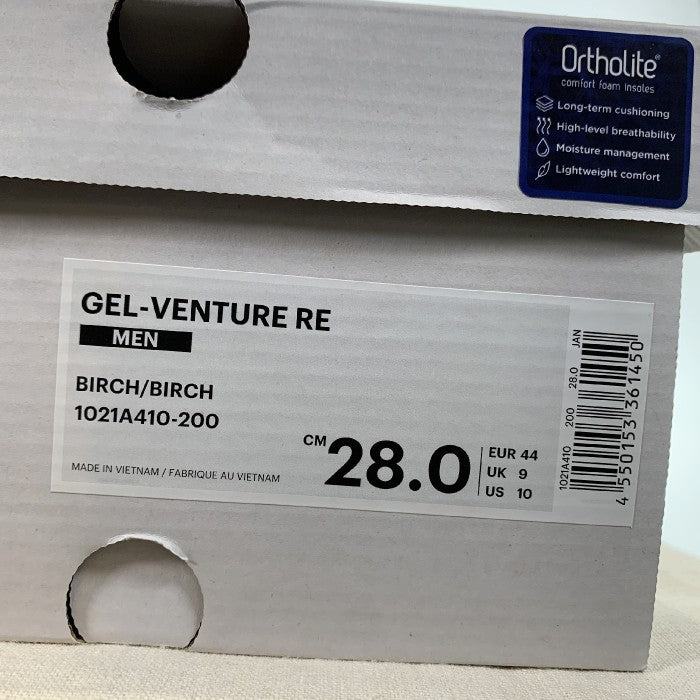 Ortholite®
comfort foam insoles
Long-term cushioning
High-level breathability
Moisture management
Lightweight comfort
GEL-VENTURE RE
MEN
BIRCH/BIRCH
1021A410-200
MADE IN VIETNAM / FABRIQUE AU VIETNAM
CM 28.0
EUR 44
UK 9
US 10
1021A410 200 28.0 JAN
4 550153 361450